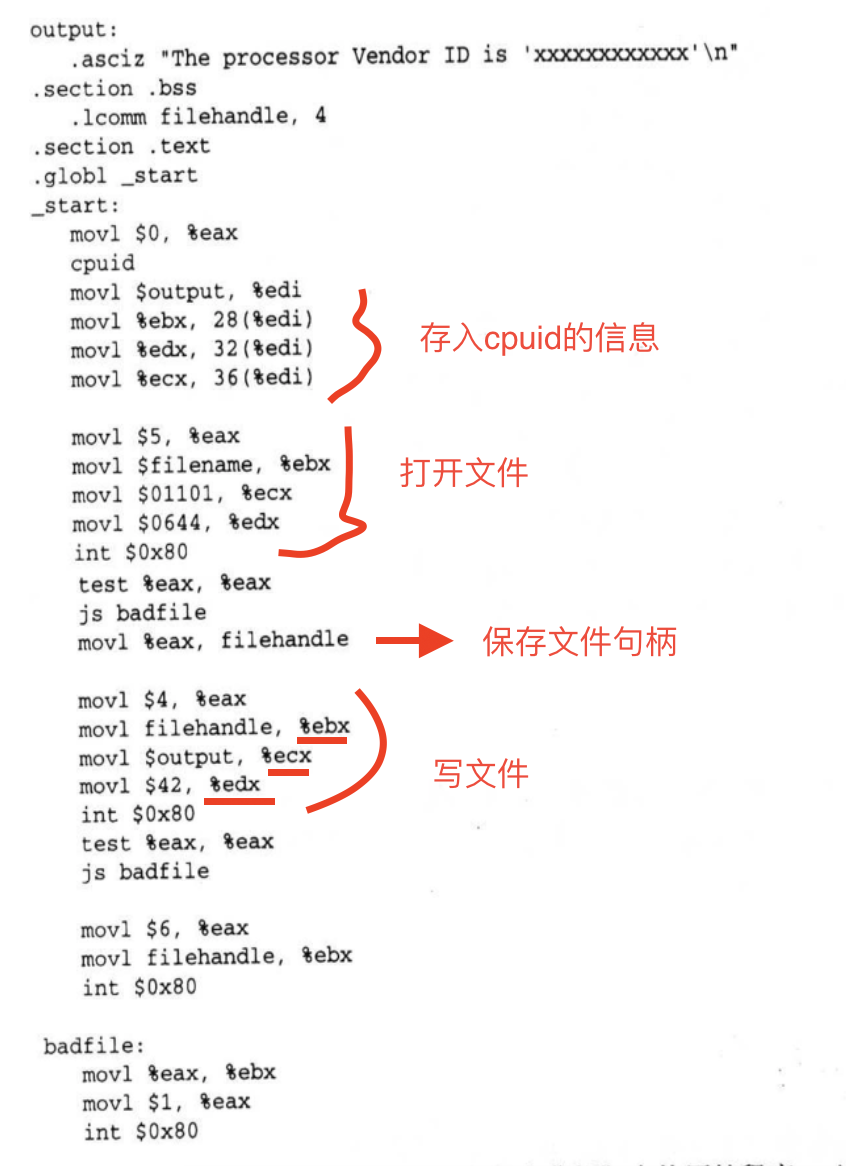 output:
.asciz "The processor Vendor ID is 'xxxxxxxxxxxx'\n"
.section .bss
.lcomm filehandle, 4
.section .text
.globl _start
_start:
movl $0, %eax
cpuid
movl $output, %edi
movl %ebx, 28(%edi)
movl %edx, 32(%edi)
movl %ecx, 36(%edi)
存入cpuid的信息
movl $5, %eax
movl $filename, %ebx
movl $01101, %ecx
movl $0644, %edx
int $0x80
打开文件
test %eax, %eax
js badfile
movl %eax, filehandle
保存文件句柄
movl $4, %eax
movl filehandle, %ebx
movl $output, %ecx
movl $42, %edx
int $0x80
写文件
test %eax, %eax
js badfile
movl $6, %eax
movl filehandle, %ebx
int $0x80
badfile:
movl %eax, %ebx
movl $1, %eax
int $0x80